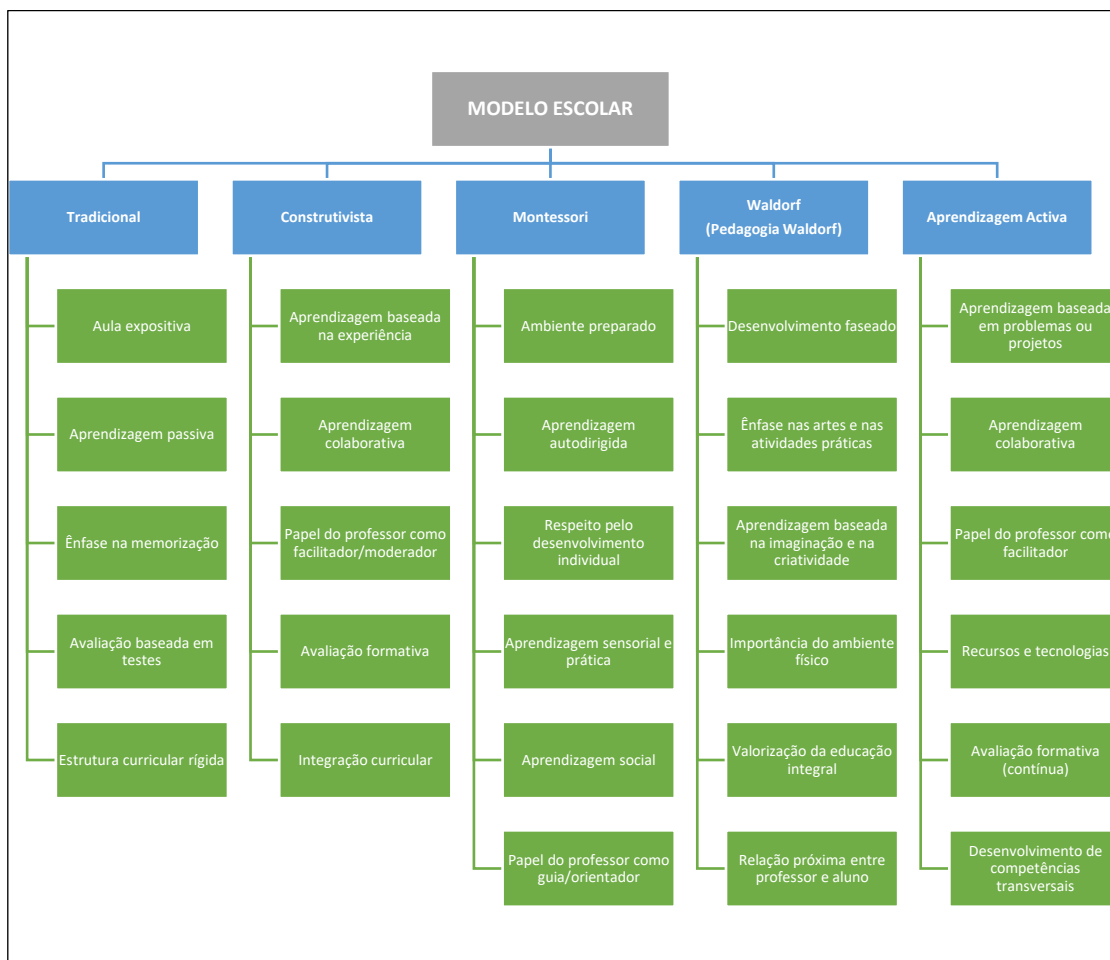 MODELO ESCOLAR
Tradicional
Aula expositiva
Aprendizagem passiva
Ênfase na memorização
Avaliação baseada em
testes
Estrutura curricular rígida
Construtivista
Aprendizagem baseada
na experiência
Aprendizagem
colaborativa
Papel do professor como
facilitador/moderador
Avaliação formativa
Integração curricular
Montessori
Ambiente preparado
Aprendizagem
autodirigida
Respeito pelo
desenvolvimento
individual
Aprendizagem sensorial e
prática
Aprendizagem social
Papel do professor como
guia/orientador
Waldorf
(Pedagogia Waldorf)
Desenvolvimento faseado
Ênfase nas artes e nas
atividades práticas
Aprendizagem baseada
na imaginação e na
criatividade
Importância do ambiente
físico
Valorização da educação
integral
Relação próxima entre
professor e aluno
Aprendizagem Activa
Aprendizagem baseada
em problemas ou
projetos
Aprendizagem
colaborativa
Papel do professor como
facilitador
Recursos e tecnologias
Avaliação formativa
(contínua)
Desenvolvimento de
competências
transversais